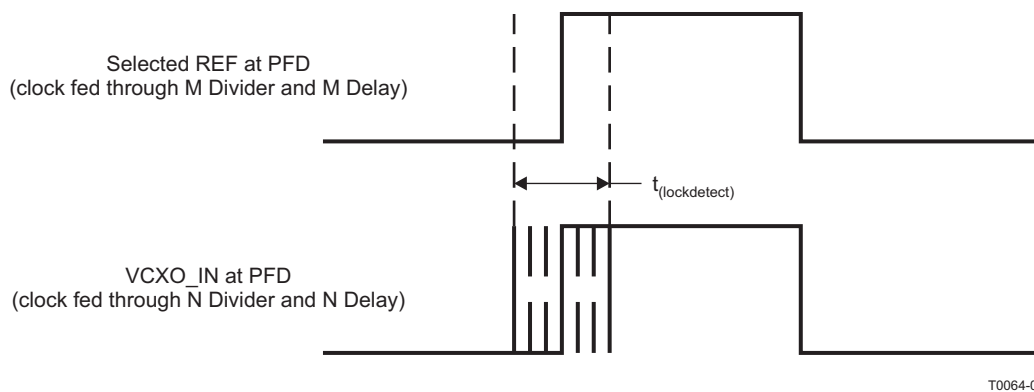 Selected REF at PFD
(clock fed through M Divider and M Delay)
t(lockdetect)
VCXO_IN at PFD
(clock fed through N Divider and N Delay)